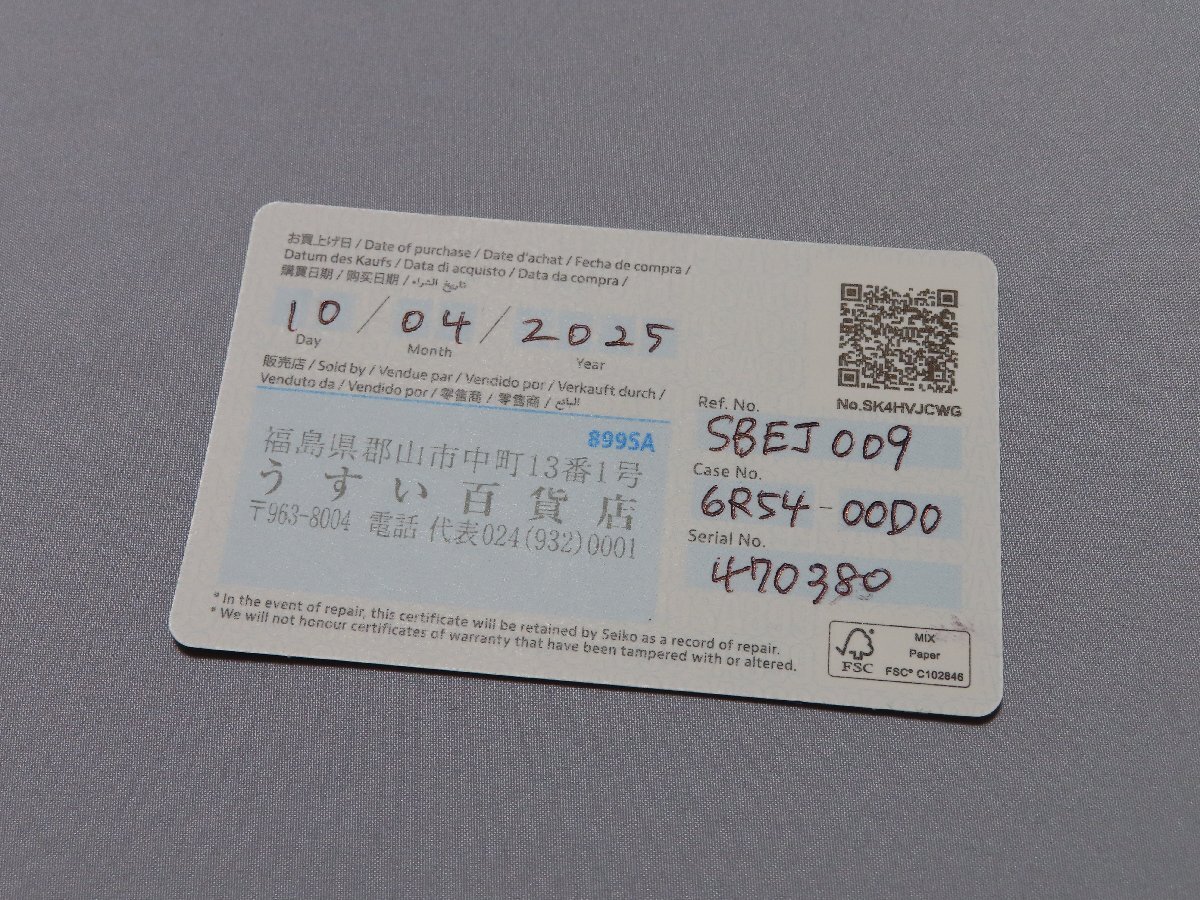 お買上げ日 / Date of purchase / Date d'achat / Fecha de compra /
Datum des Kaufs / Data di acquisto / Data da compra /
購買日期 / 购买日期 / تاريخ الشراء
10 / 04 / 2025
Day Month Year
販売店 / Sold by / Vendue par / Vendido por / Verkauft durch /
Venduto da / Vendido por / 零售商 / 零售商 / البائع
8995A
福島県郡山市中町13番1号
うすい百貨店
〒963-8004 電話 代表024(932)0001
No.SK4HVJCWG
Ref. No.
SBEJ009
Case No.
6R54-00D0
Serial No.
470380
* In the event of repair, this certificate will be retained by Seiko as a record of repair.
* We will not honour certificates of warranty that have been tampered with or altered.
FSC
MIX
Paper
FSC® C102846